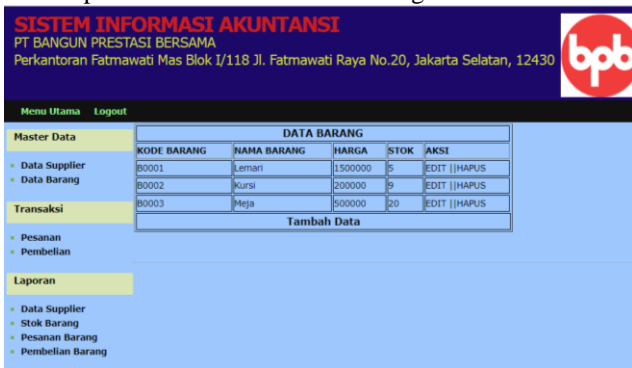 SISTEM INFORMASI AKUNTANSI
PT BANGUN PRESTASI BERSAMA
Perkantoran Fatmawati Mas Blok I/118 Jl. Fatmawati Raya No.20, Jakarta Selatan, 12430
bpb
Menu Utama Logout
Master Data
Data Supplier
Data Barang
Transaksi
Pesanan
Pembelian
Laporan
Data Supplier
Stok Barang
Pesanan Barang
Pembelian Barang
DATA BARANG
KODE BARANG NAMA BARANG HARGA STOK AKSI
B0001 Lemari 1500000 5 EDIT ||HAPUS
B0002 Kursi 200000 9 EDIT ||HAPUS
B0003 Meja 500000 20 EDIT ||HAPUS
Tambah Data